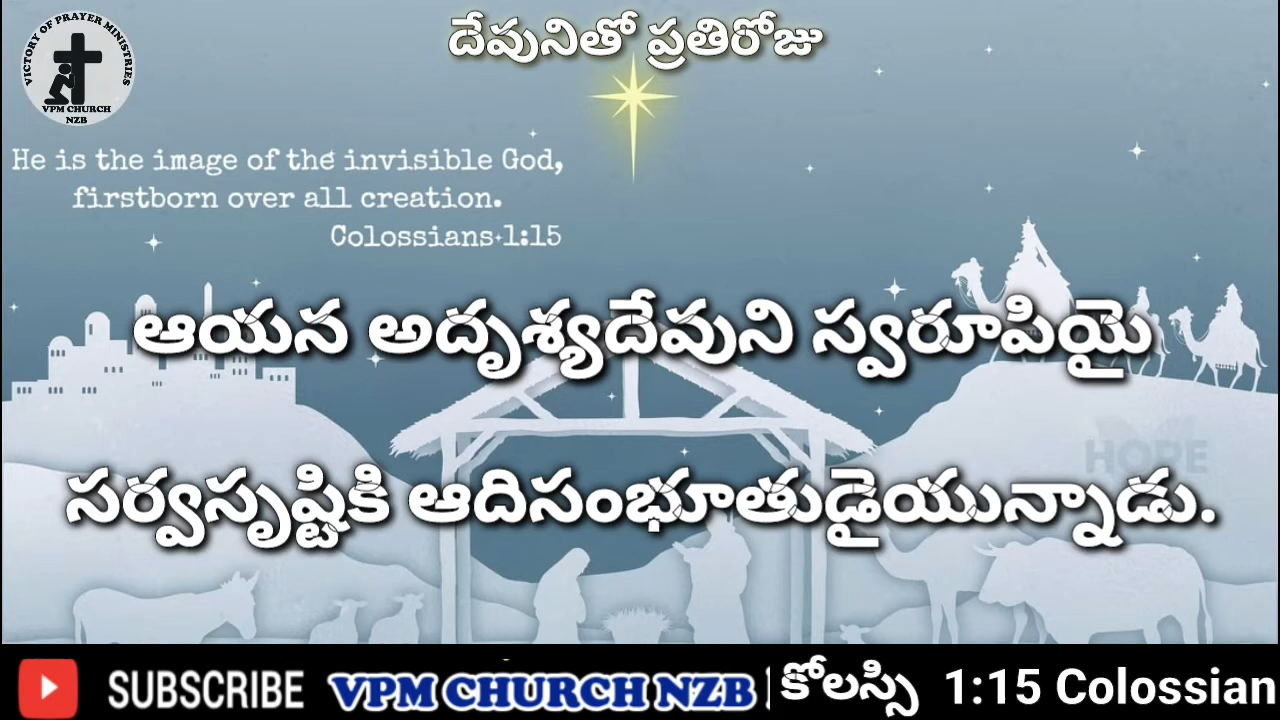 దేవునితో ప్రతిరోజు
VICTORY OF PRAYER MINISTRIES
VPM CHURCH
NZB
He is the image of the invisible God,
firstborn over all creation.
Colossians 1:15
ఆయన అదృశ్యదేవుని స్వరూపియై
HOPE
సర్వసృష్టికి ఆదిసంభూతుడైయున్నాడు.
SUBSCRIBE VPM CHURCH NZB కోలస్సి 1:15 Colossian